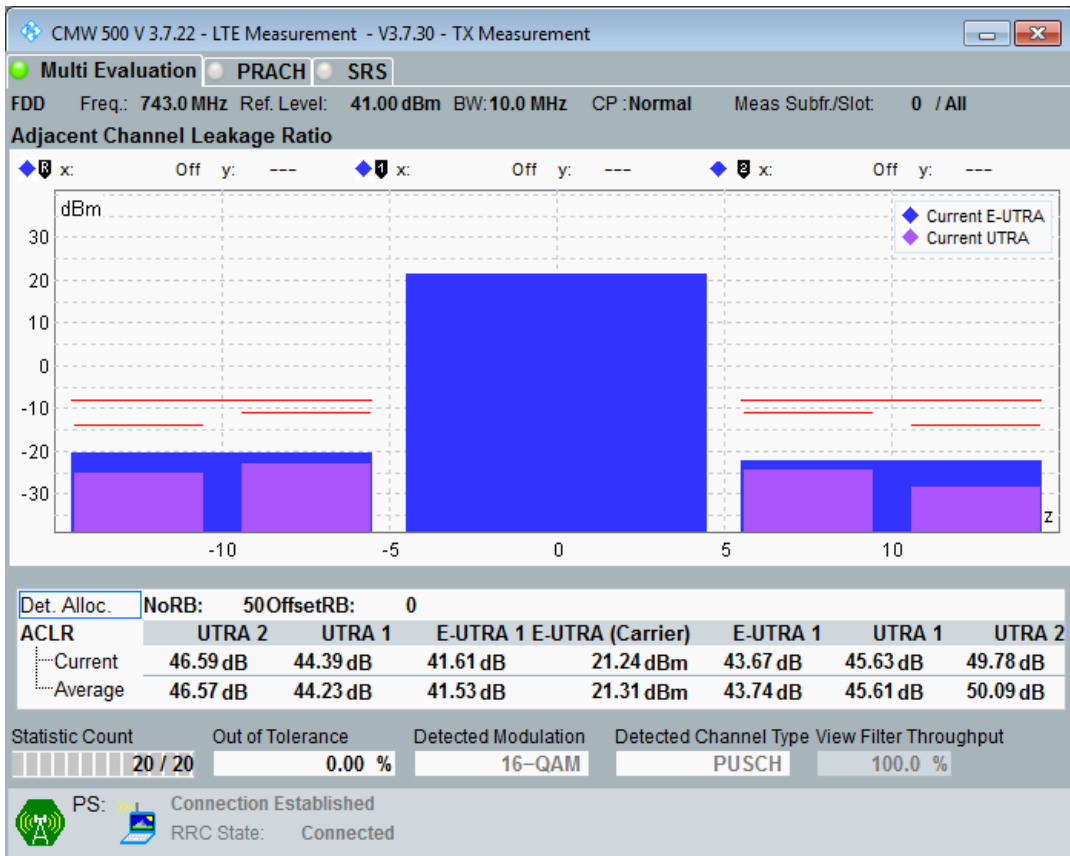 CMW 500 V 3.7.22 - LTE Measurement - V3.7.30 - TX Measurement
Multi Evaluation PRACH SRS
FDD Freq.: 743.0 MHz Ref. Level: 41.00 dBm BW: 10.0 MHz CP : Normal Meas Subfr./Slot: 0 / All
Adjacent Channel Leakage Ratio
R x: Off y: --- 1 x: Off y: --- 2 x: Off y: ---
dBm
Current E-UTRA
Current UTRA
30
20
10
0
-10
-20
-30
z
-10 -5 0 5 10
Det. Alloc. NoRB: 50 OffsetRB: 0
ACLR UTRA 2 UTRA 1 E-UTRA 1 E-UTRA (Carrier) E-UTRA 1 UTRA 1 UTRA 2
Current 46.59 dB 44.39 dB 41.61 dB 21.24 dBm 43.67 dB 45.63 dB 49.78 dB
Average 46.57 dB 44.23 dB 41.53 dB 21.31 dBm 43.74 dB 45.61 dB 50.09 dB
Statistic Count Out of Tolerance Detected Modulation Detected Channel Type View Filter Throughput
20 / 20 0.00 % 16-QAM PUSCH 100.0 %
PS: Connection Established
RRC State: Connected